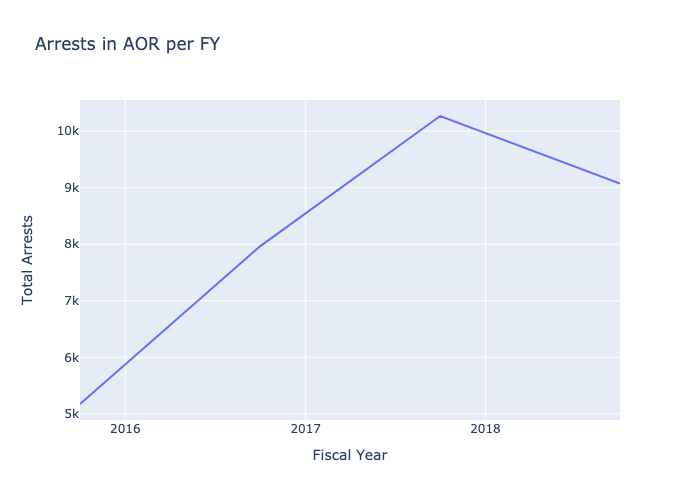 Arrests in AOR per FY
10k
9k
8k
7k
6k
5k
Total Arrests
2016 2017 2018
Fiscal Year